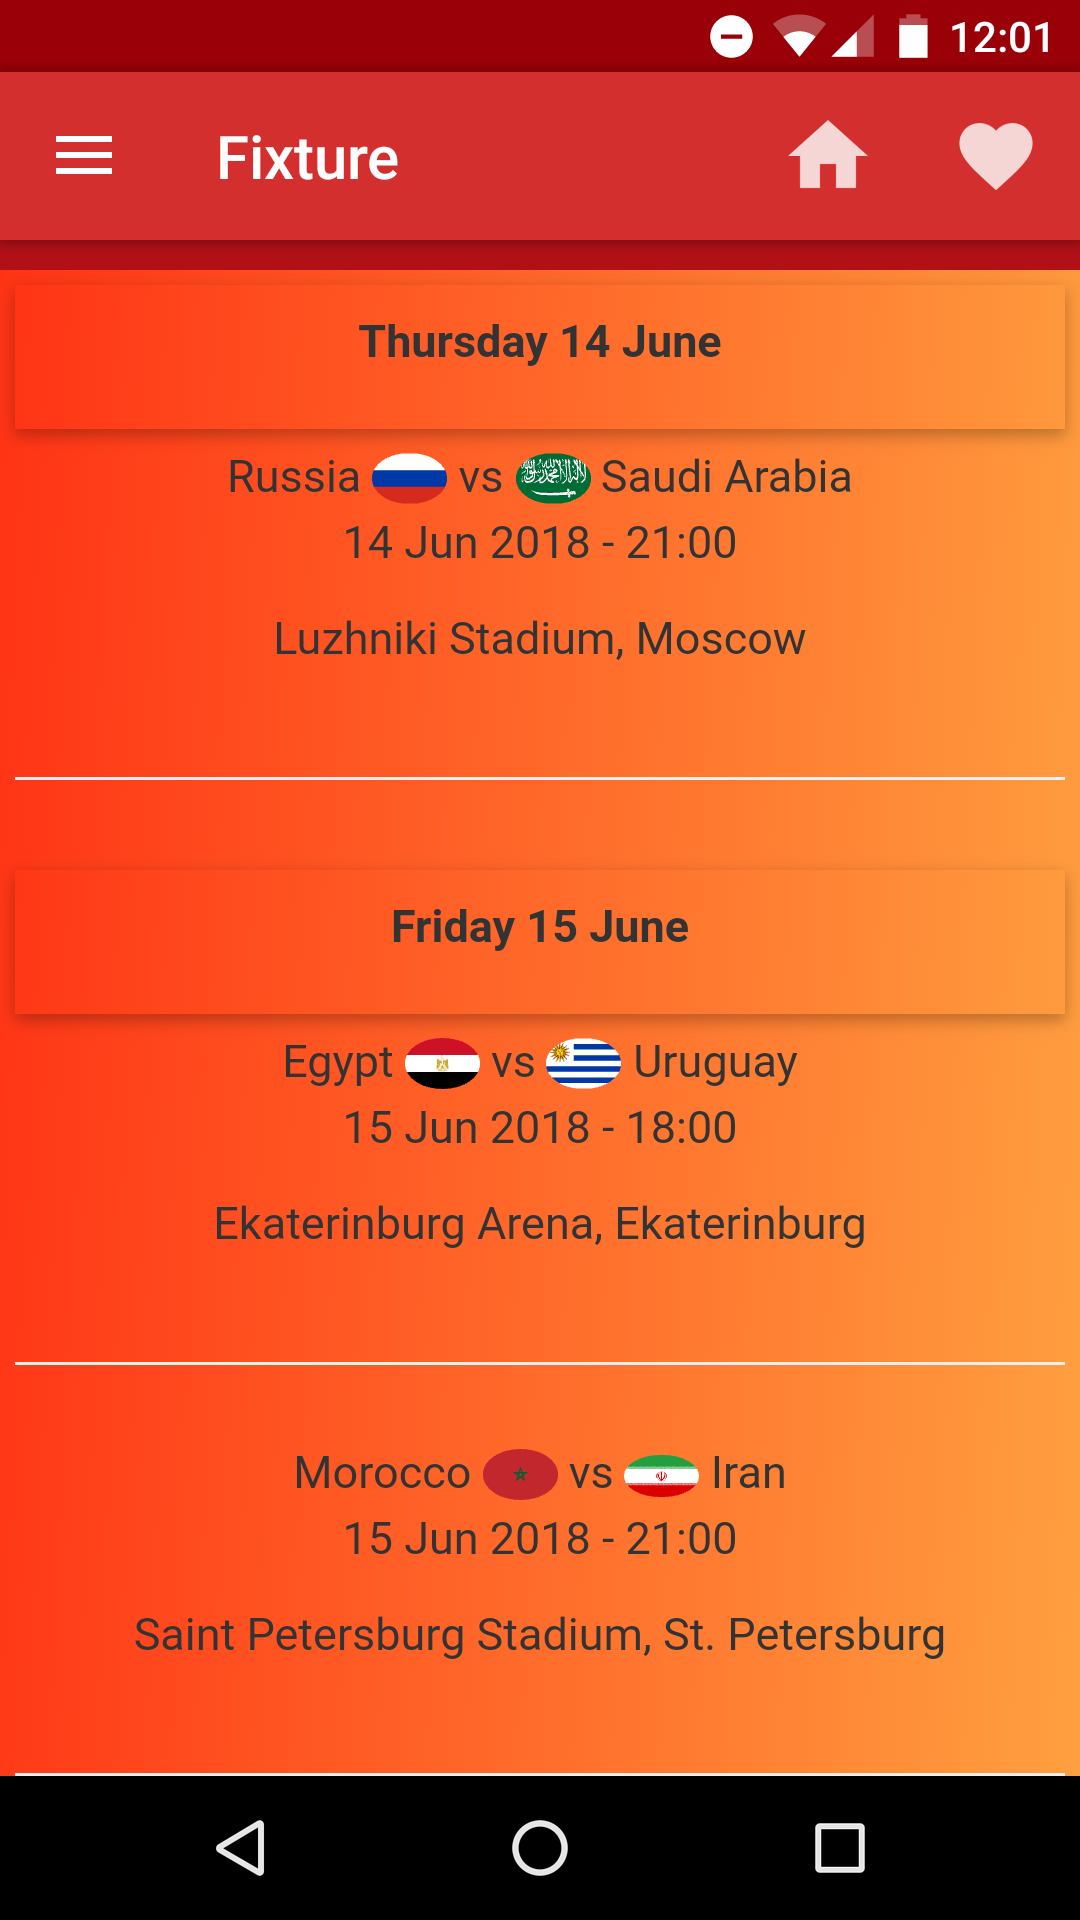 12:01
Fixture
Thursday 14 June
Russia vs Saudi Arabia
14 Jun 2018 - 21:00
Luzhniki Stadium, Moscow
Friday 15 June
Egypt vs Uruguay
15 Jun 2018 - 18:00
Ekaterinburg Arena, Ekaterinburg
Morocco vs Iran
15 Jun 2018 - 21:00
Saint Petersburg Stadium, St. Petersburg